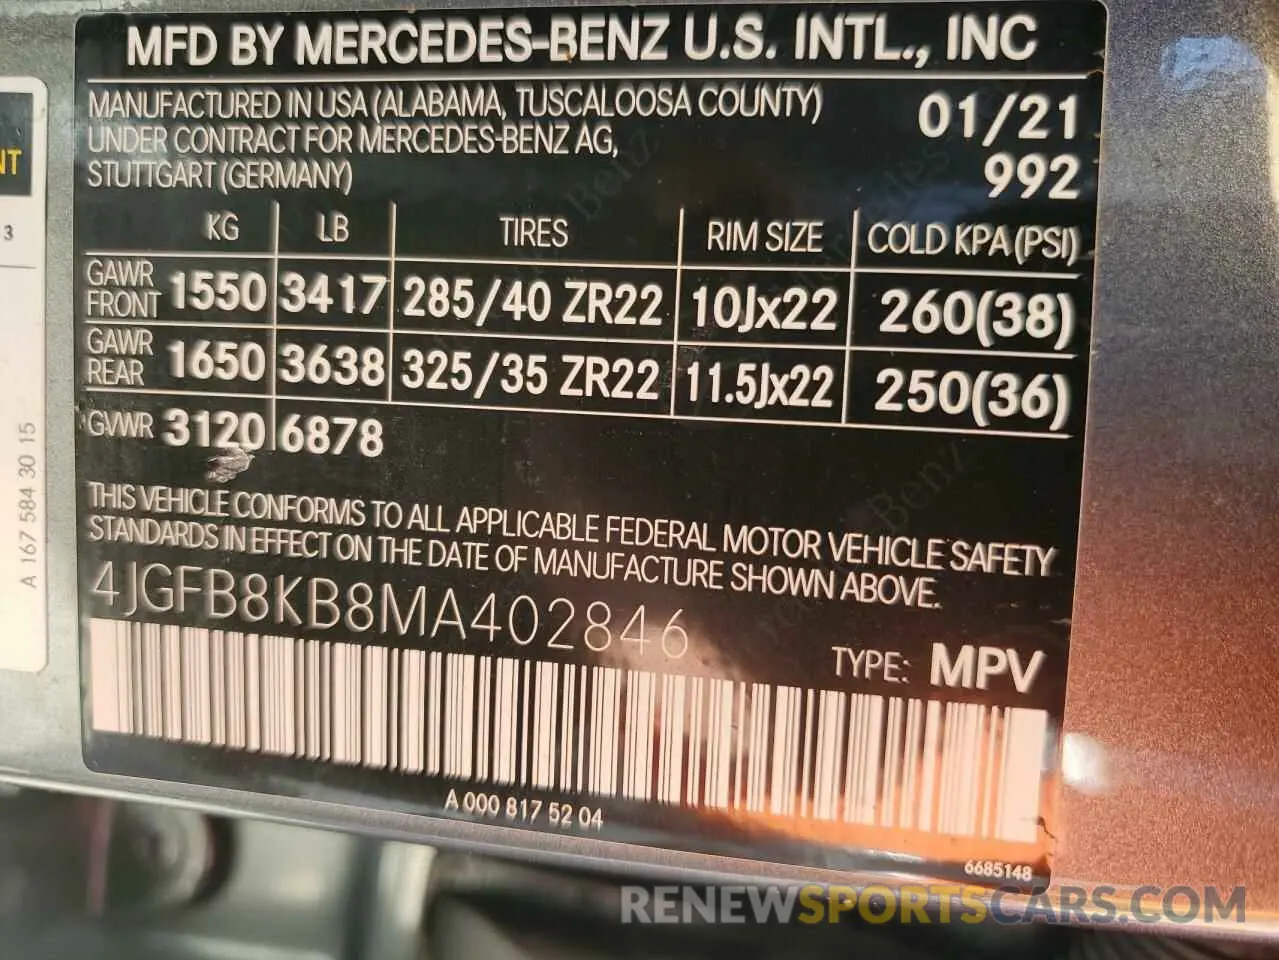 MFD BY MERCEDES-BENZ U.S. INTL., INC
MANUFACTURED IN USA (ALABAMA, TUSCALOOSA COUNTY)
UNDER CONTRACT FOR MERCEDES-BENZ AG,
STUTTGART (GERMANY)
01/21
992
KG LB TIRES RIM SIZE COLD KPA (PSI)
GAWR FRONT 1550 3417 285/40 ZR22 10Jx22 260(38)
GAWR REAR 1650 3638 325/35 ZR22 11.5Jx22 250(36)
GVWR 3120 6878
THIS VEHICLE CONFORMS TO ALL APPLICABLE FEDERAL MOTOR VEHICLE SAFETY
STANDARDS IN EFFECT ON THE DATE OF MANUFACTURE SHOWN ABOVE.
4JGFB8KB8MA402846
TYPE: MPV
A 000 817 52 04
6685148
NT
3
A 167 584 30 15
RENEWSPORTSCARS.COM